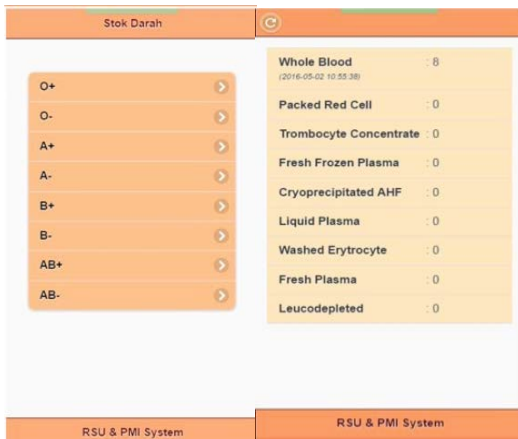 Stok Darah
O+
O-
A+
A-
B+
B-
AB+
AB-
RSU & PMI System
Whole Blood : 8
(2016-05-02 10:55:38)
Packed Red Cell : 0
Trombocyte Concentrate : 0
Fresh Frozen Plasma : 0
Cryoprecipitated AHF : 0
Liquid Plasma : 0
Washed Erytrocyte : 0
Fresh Plasma : 0
Leucodepleted : 0
RSU & PMI System